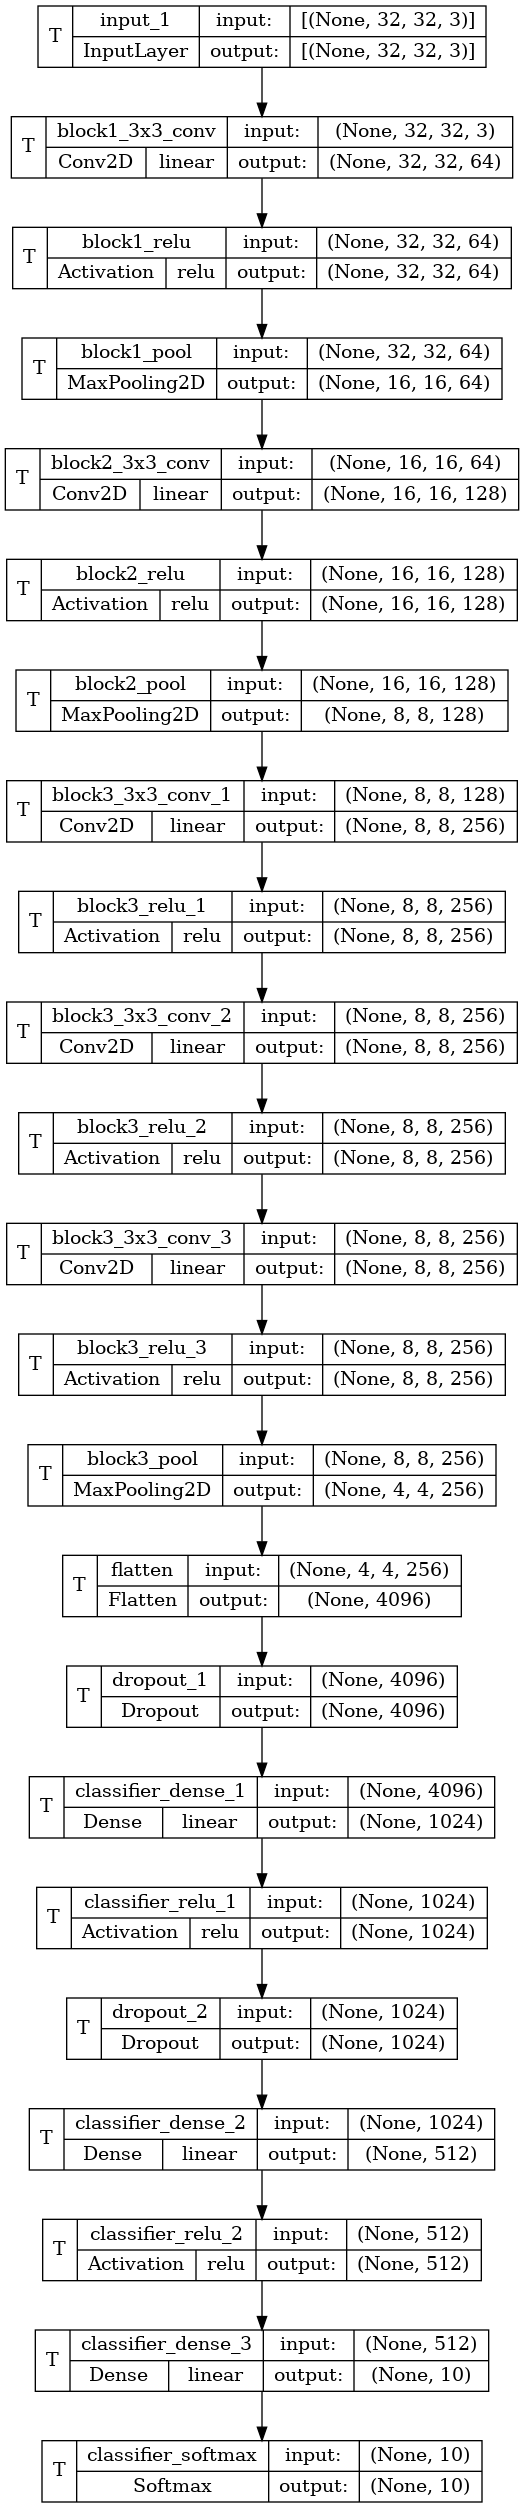 T input_1 input: [(None, 32, 32, 3)]
InputLayer output: [(None, 32, 32, 3)]
T block1_3x3_conv input: (None, 32, 32, 3)
Conv2D linear output: (None, 32, 32, 64)
T block1_relu input: (None, 32, 32, 64)
Activation relu output: (None, 32, 32, 64)
T block1_pool input: (None, 32, 32, 64)
MaxPooling2D output: (None, 16, 16, 64)
T block2_3x3_conv input: (None, 16, 16, 64)
Conv2D linear output: (None, 16, 16, 128)
T block2_relu input: (None, 16, 16, 128)
Activation relu output: (None, 16, 16, 128)
T block2_pool input: (None, 16, 16, 128)
MaxPooling2D output: (None, 8, 8, 128)
T block3_3x3_conv_1 input: (None, 8, 8, 128)
Conv2D linear output: (None, 8, 8, 256)
T block3_relu_1 input: (None, 8, 8, 256)
Activation relu output: (None, 8, 8, 256)
T block3_3x3_conv_2 input: (None, 8, 8, 256)
Conv2D linear output: (None, 8, 8, 256)
T block3_relu_2 input: (None, 8, 8, 256)
Activation relu output: (None, 8, 8, 256)
T block3_3x3_conv_3 input: (None, 8, 8, 256)
Conv2D linear output: (None, 8, 8, 256)
T block3_relu_3 input: (None, 8, 8, 256)
Activation relu output: (None, 8, 8, 256)
T block3_pool input: (None, 8, 8, 256)
MaxPooling2D output: (None, 4, 4, 256)
T flatten input: (None, 4, 4, 256)
Flatten output: (None, 4096)
T dropout_1 input: (None, 4096)
Dropout output: (None, 4096)
T classifier_dense_1 input: (None, 4096)
Dense linear output: (None, 1024)
T classifier_relu_1 input: (None, 1024)
Activation relu output: (None, 1024)
T dropout_2 input: (None, 1024)
Dropout output: (None, 1024)
T classifier_dense_2 input: (None, 1024)
Dense linear output: (None, 512)
T classifier_relu_2 input: (None, 512)
Activation relu output: (None, 512)
T classifier_dense_3 input: (None, 512)
Dense linear output: (None, 10)
T classifier_softmax input: (None, 10)
Softmax output: (None, 10)